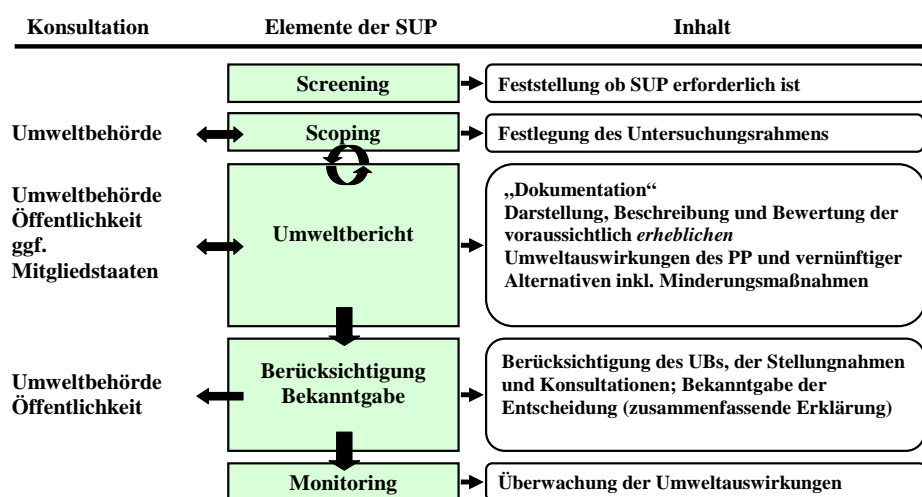 Konsultation Elemente der SUP Inhalt
Screening
Feststellung ob SUP erforderlich ist
Umweltbehörde
Scoping
Festlegung des Untersuchungsrahmens
Umweltbehörde
Öffentlichkeit
ggf.
Mitgliedstaaten
Umweltbericht
„Dokumentation“
Darstellung, Beschreibung und Bewertung der
voraussichtlich erheblichen
Umweltauswirkungen des PP und vernünftiger
Alternativen inkl. Minderungsmaßnahmen
Umweltbehörde
Öffentlichkeit
Berücksichtigung
Bekanntgabe
Berücksichtigung des UBs, der Stellungnahmen
und Konsultationen; Bekanntgabe der
Entscheidung (zusammenfassende Erklärung)
Monitoring
Überwachung der Umweltauswirkungen